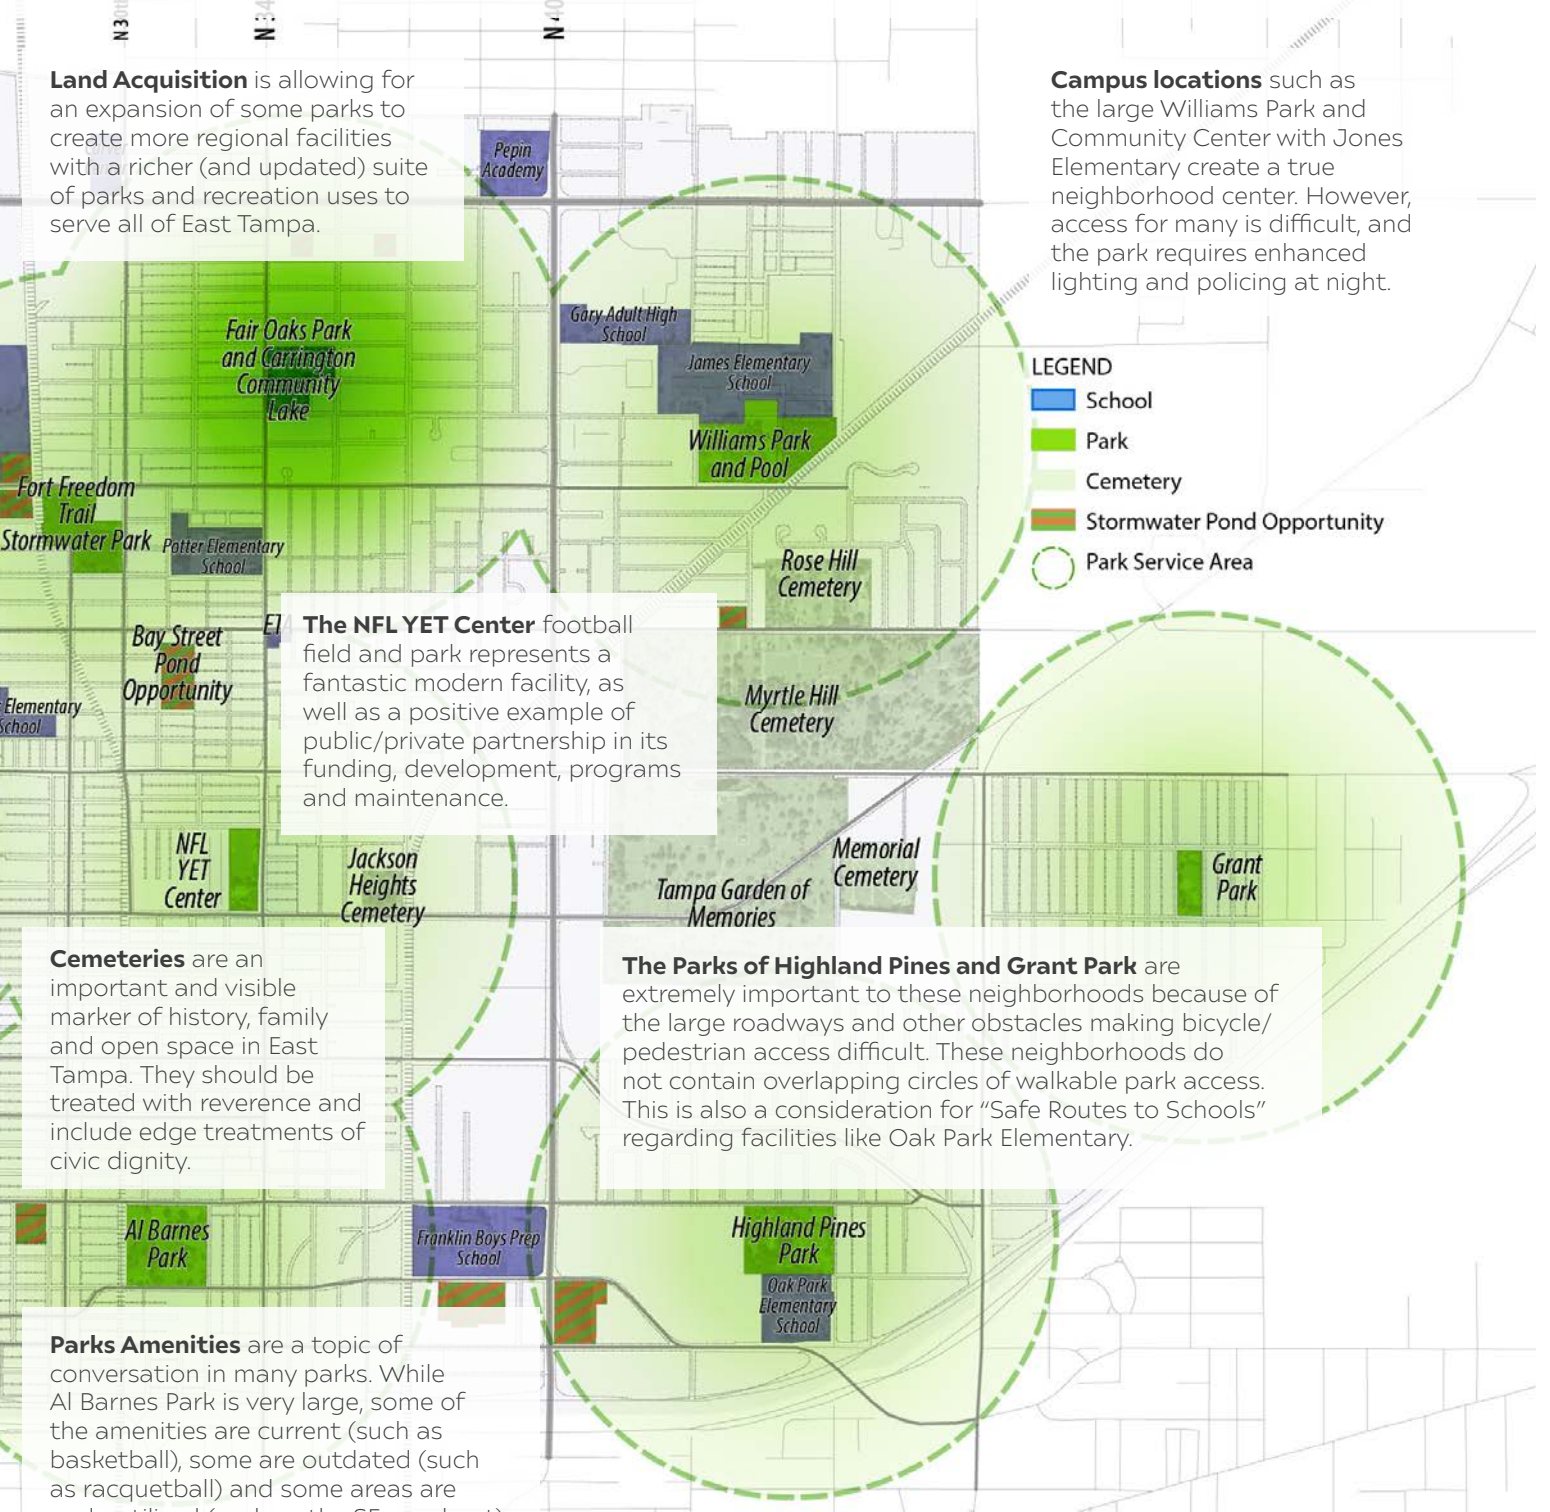 N 30th
N 34
N 40
Land Acquisition is allowing for
an expansion of some parks to
create more regional facilities
with a richer (and updated) suite
of parks and recreation uses to
serve all of East Tampa.
Pepin
Academy
Campus locations such as
the large Williams Park and
Community Center with Jones
Elementary create a true
neighborhood center. However,
access for many is difficult, and
the park requires enhanced
lighting and policing at night.
Fair Oaks Park
and Carrington
Community
Lake
Gary Adult High
School
James Elementary
School
Williams Park
and Pool
LEGEND
School
Park
Cemetery
Stormwater Pond Opportunity
Park Service Area
Fort Freedom
Trail
Stormwater Park
Potter Elementary
School
Rose Hill
Cemetery
Bay Street
Pond
Opportunity
Elementary
School
The NFL YET Center football
field and park represents a
fantastic modern facility, as
well as a positive example of
public/private partnership in its
funding, development, programs
and maintenance.
Myrtle Hill
Cemetery
NFL
YET
Center
Jackson
Heights
Cemetery
Tampa Garden of
Memories
Memorial
Cemetery
Grant
Park
Cemeteries are an
important and visible
marker of history, family
and open space in East
Tampa. They should be
treated with reverence and
include edge treatments of
civic dignity.
The Parks of Highland Pines and Grant Park are
extremely important to these neighborhoods because of
the large roadways and other obstacles making bicycle/
pedestrian access difficult. These neighborhoods do
not contain overlapping circles of walkable park access.
This is also a consideration for “Safe Routes to Schools”
regarding facilities like Oak Park Elementary.
Al Barnes
Park
Franklin Boys Prep
School
Highland Pines
Park
Oak Park
Elementary
School
Parks Amenities are a topic of
conversation in many parks. While
Al Barnes Park is very large, some of
the amenities are current (such as
basketball), some are outdated (such
as racquetball) and some areas are